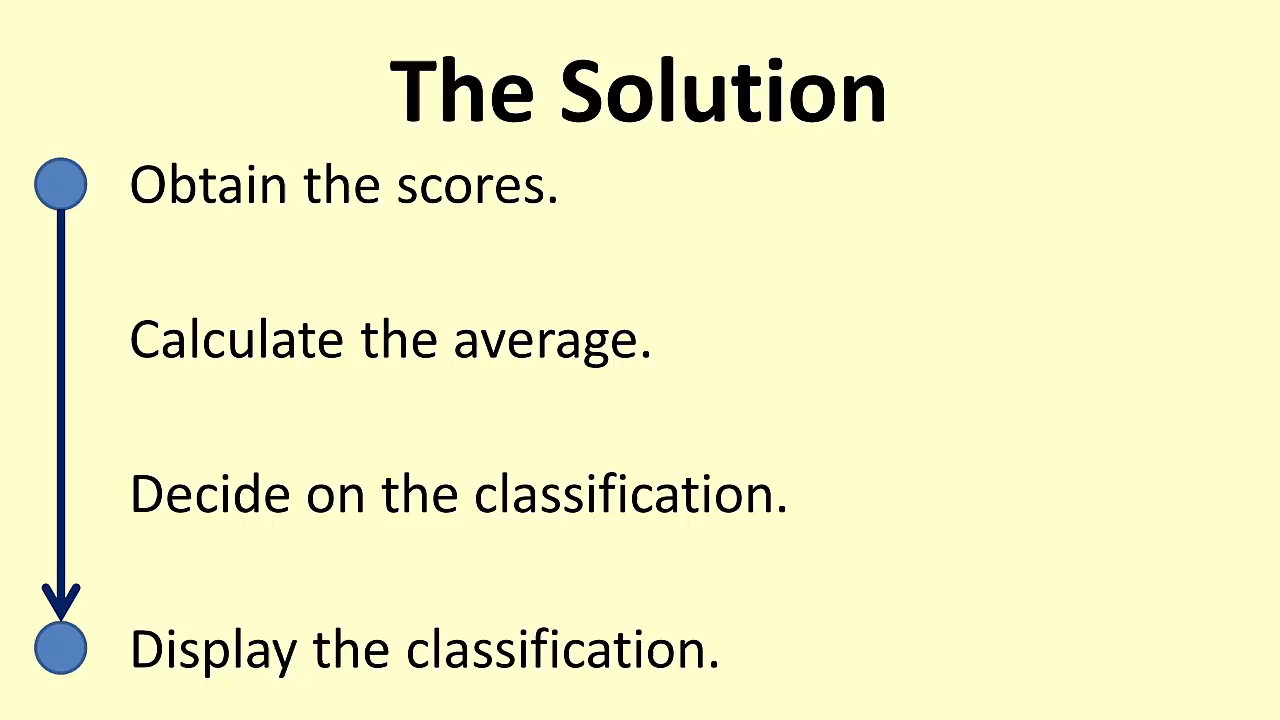 The Solution
Obtain the scores.
Calculate the average.
Decide on the classification.
Display the classification.